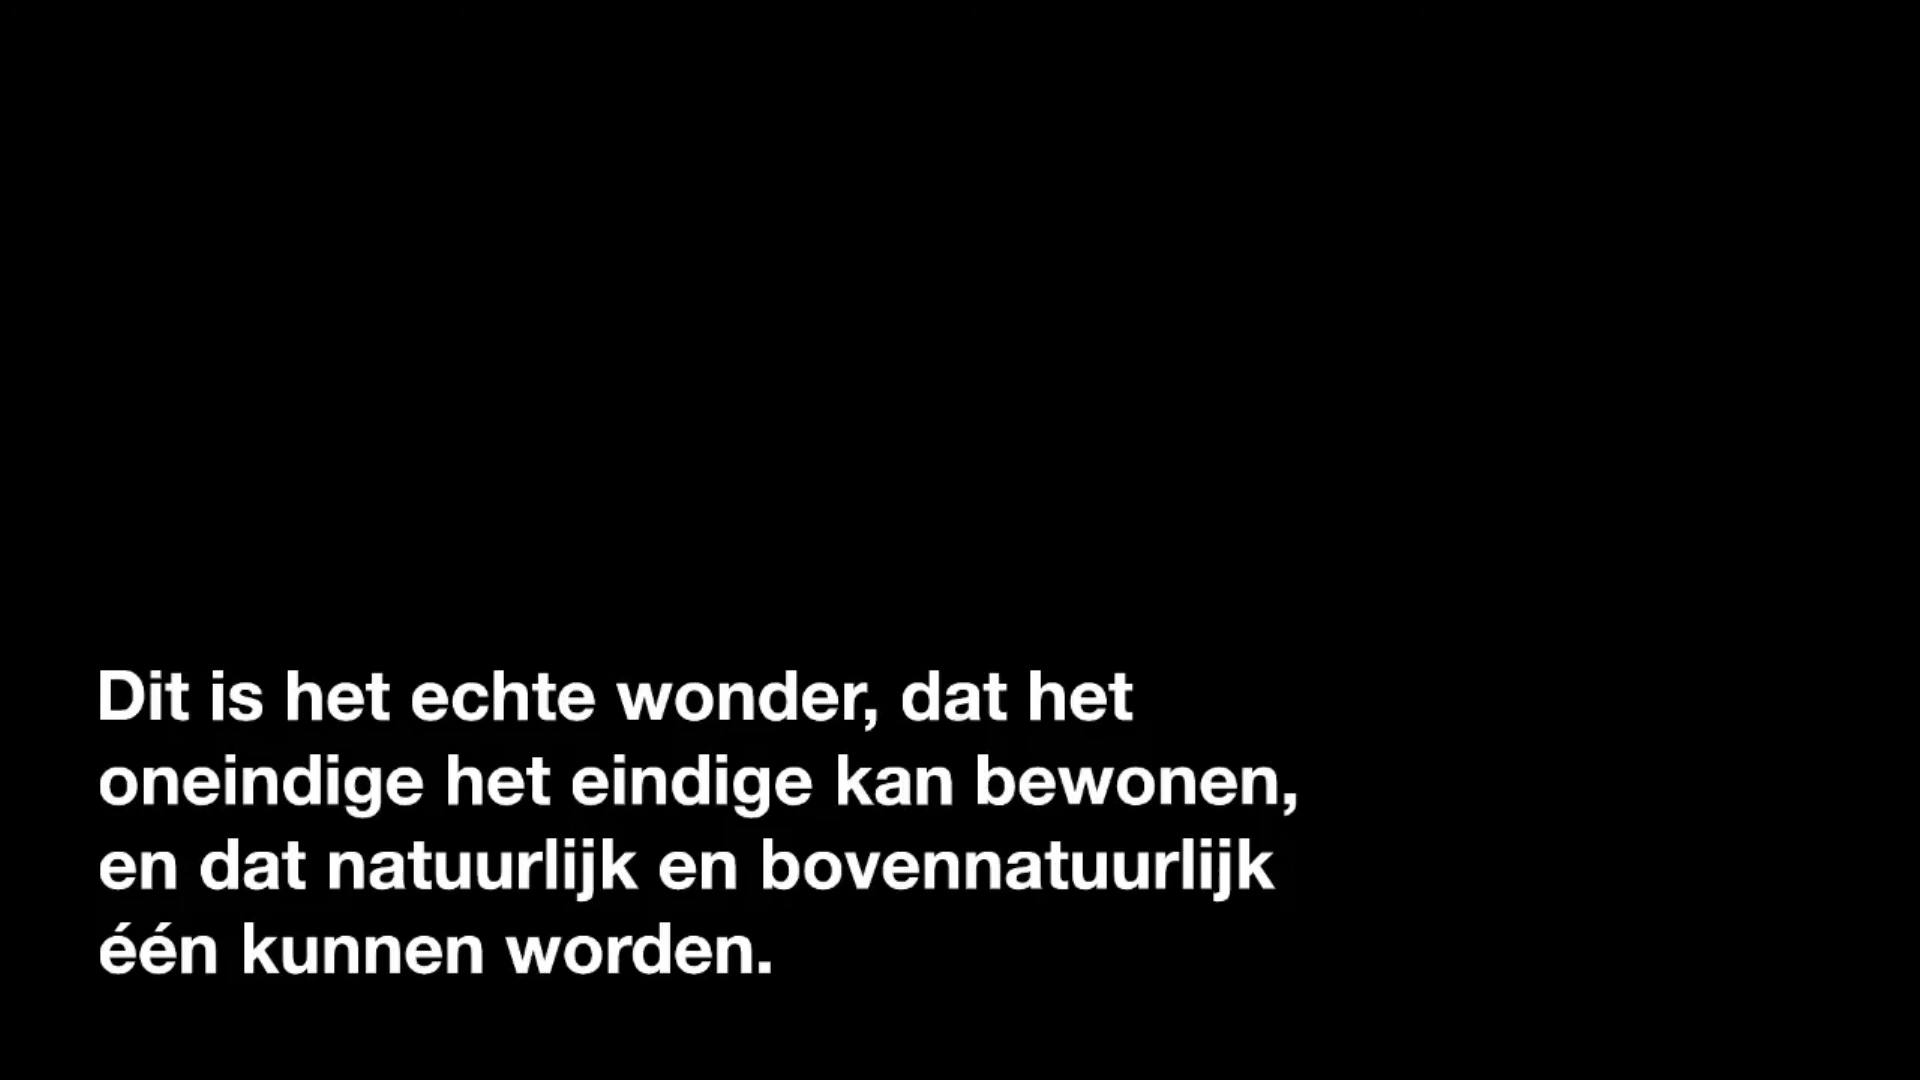 Dit is het echte wonder, dat het
oneindige het eindige kan bewonen,
en dat natuurlijk en bovennatuurlijk
één kunnen worden.